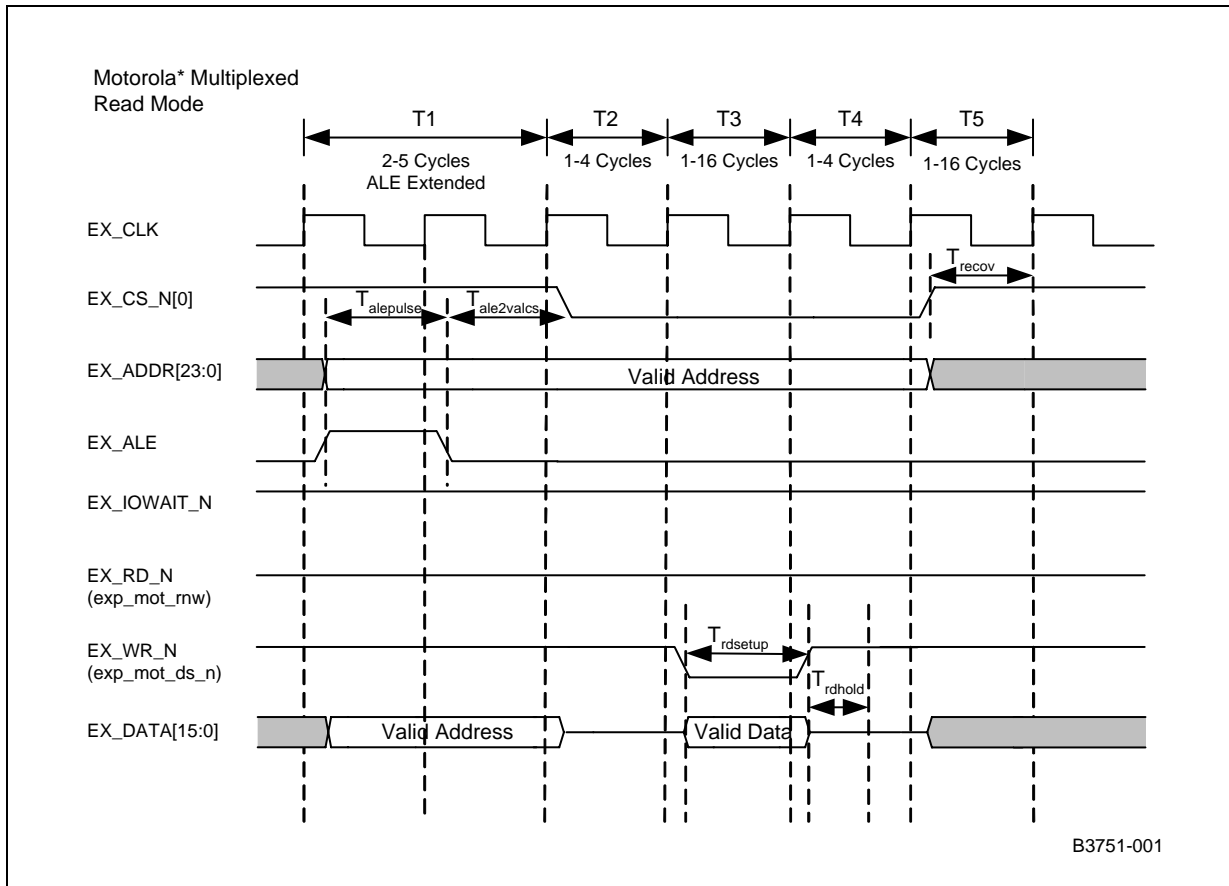 Motorola* Multiplexed
Read Mode
T1 T2 T3 T4 T5
2-5 Cycles 1-4 Cycles 1-16 Cycles 1-4 Cycles 1-16 Cycles
ALE Extended
EX_CLK
Trecov
EX_CS_N[0]
Talepulse Tale2valcs
EX_ADDR[23:0] Valid Address
EX_ALE
EX_IOWAIT_N
EX_RD_N
(exp_mot_rnw)
EX_WR_N
(exp_mot_ds_n)
Trdsetup
Trdhold
EX_DATA[15:0] Valid Address Valid Data
B3751-001